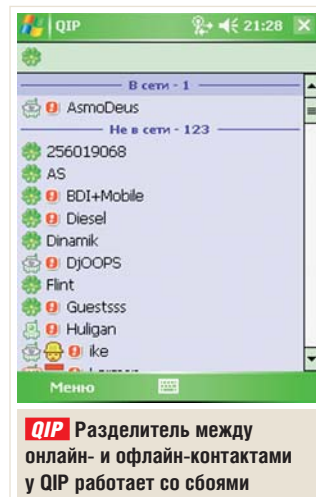 QIP 21:28
В сети - 1
AsmoDeus
Не в сети - 123
256019068
AS
BDI+Mobile
Diesel
Dinamik
DjOOPS
Flint
Guestsss
Huligan
ike
Меню
QIP Разделитель между
онлайн- и офлайн-контактами
у QIP работает со сбоями